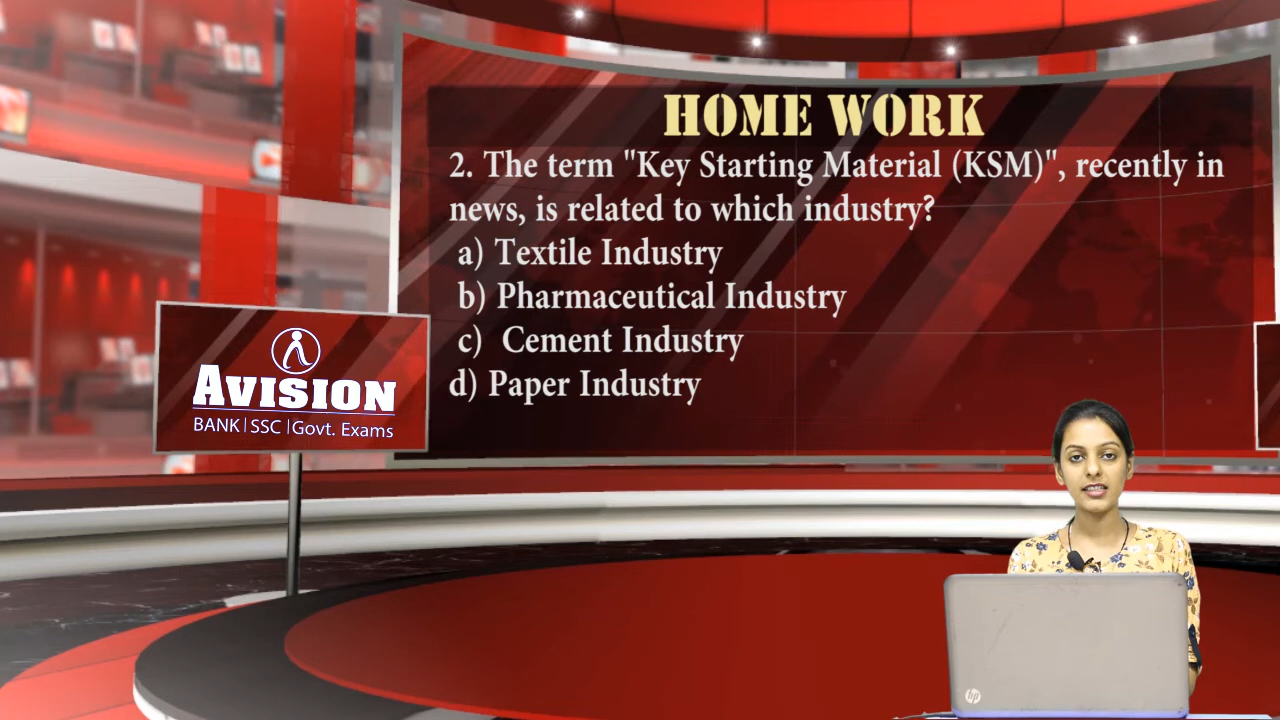 HOME WORK
2. The term "Key Starting Material (KSM)", recently in
news, is related to which industry?
a) Textile Industry
b) Pharmaceutical Industry
c) Cement Industry
d) Paper Industry
AVISION
BANK|SSC|Govt. Exams
hp